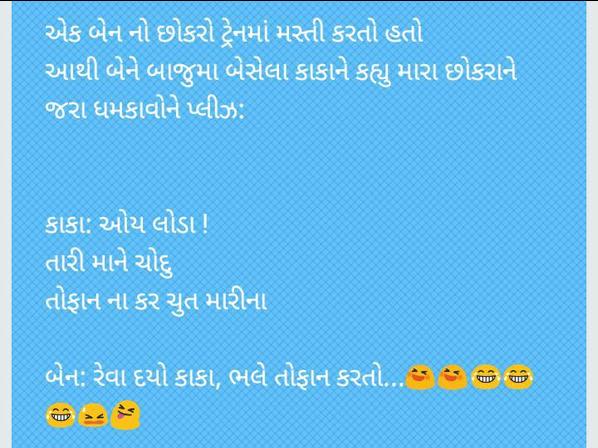 એક બેન નો છોકરો ટ્રેનમાં મસ્તી કરતો હતો
આથી બેને બાજુમા બેસેલા કાકાને કહ્યુ મારા છોકરાને
જરા ધમકાવોને પ્લીઝ:
કાકા: ઓય લોડા !
તારી માને ચોદુ
તોફાન ના કર ચુત મારીના
બેન: રેવા દયો કાકા, ભલે તોફાન કરતો...😆😆😂😂
😂😫😜